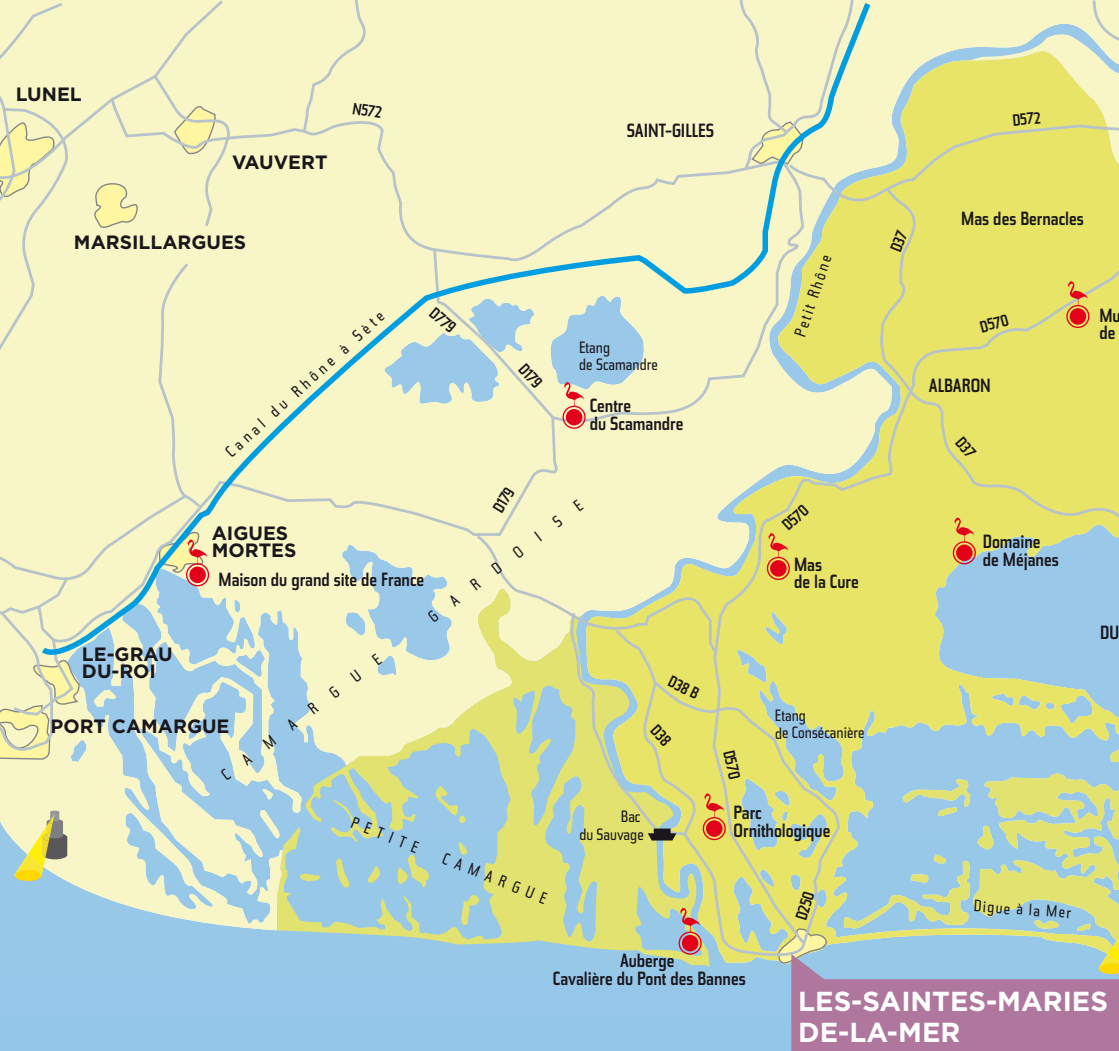 LUNEL
N572
VAUVERT
SAINT-GILLES
D572
MARSILLARGUES
Mas des Bernacles
D37
Petit Rhône
D779
Canal du Rhône à Sète
D570
Mu
de
Etang
de Scamandre
D179
ALBARON
Centre
du Scamandre
D37
D179
D570
AIGUES
MORTES
Maison du grand site de France
CAMARGUE GARDOISE
Domaine
de Méjanes
Mas
de la Cure
DU
LE-GRAU
DU-ROI
D38 B
PORT CAMARGUE
D38
Etang
de Consécanière
D570
Bac
du Sauvage
Parc
Ornithologique
PETITE CAMARGUE
D250
Digue à la Mer
Auberge
Cavalière du Pont des Bannes
LES-SAINTES-MARIES
DE-LA-MER